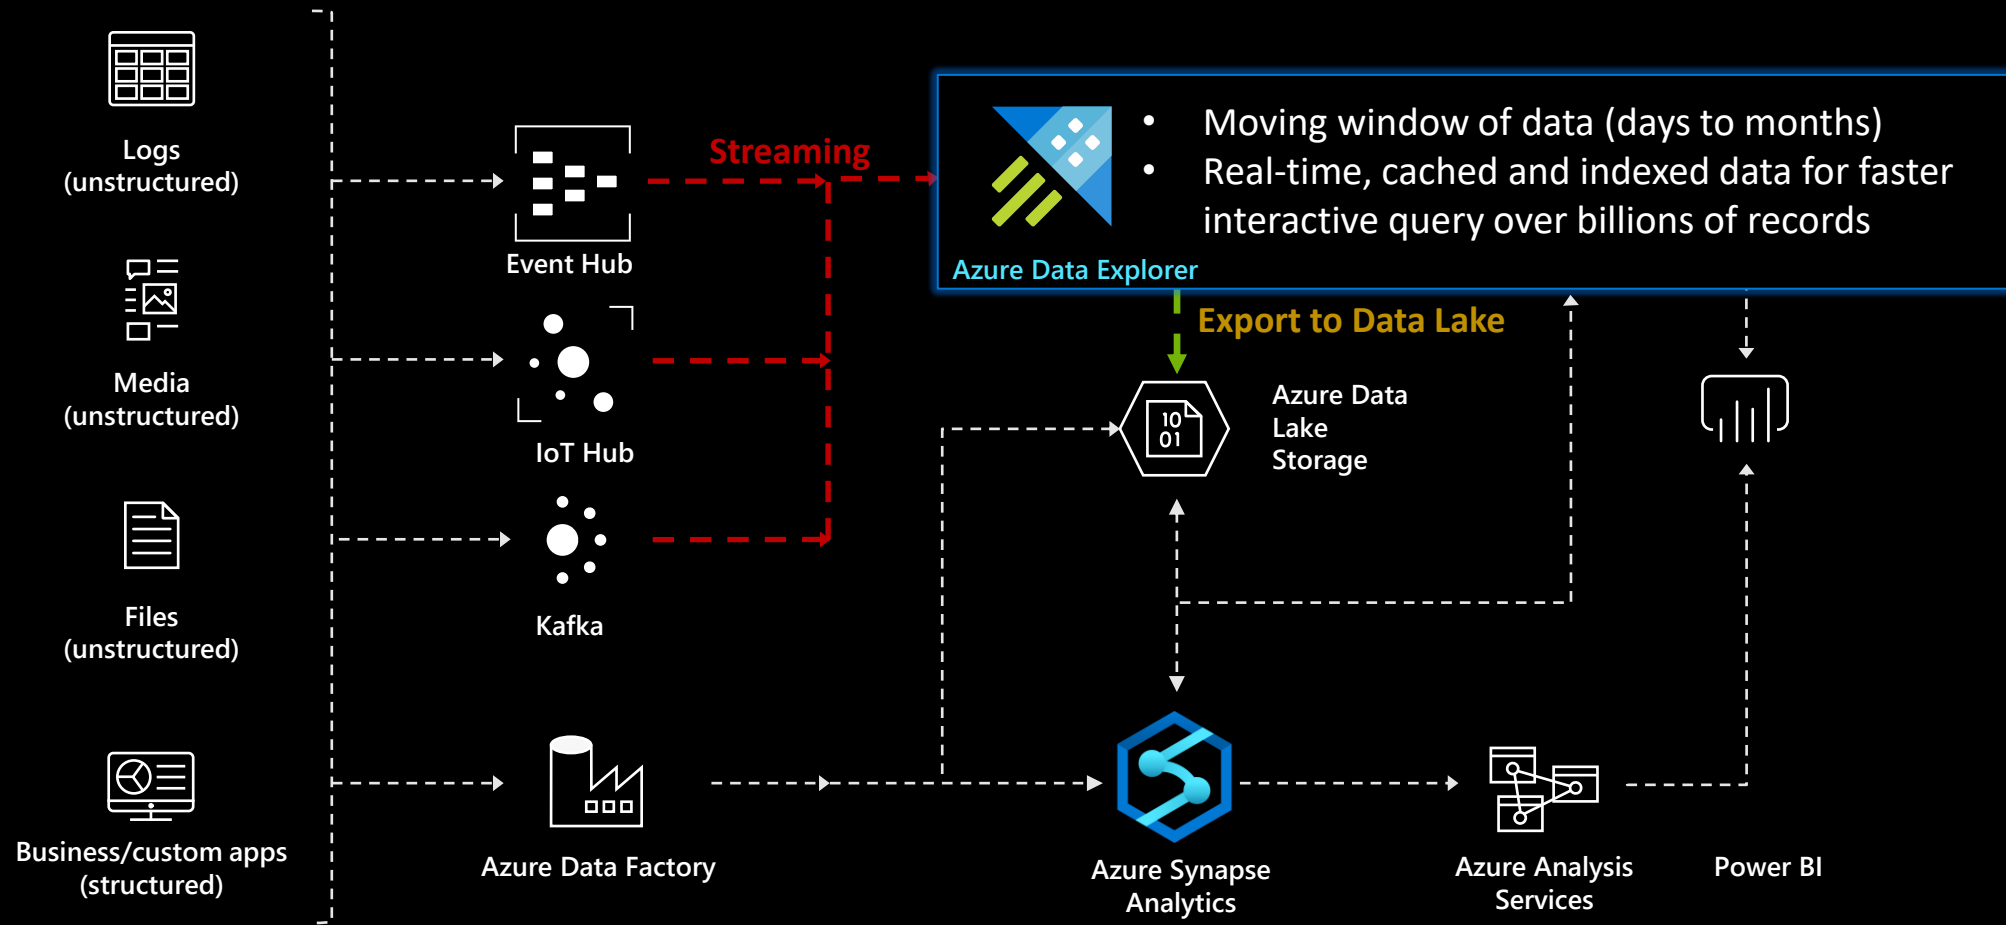 Logs
(unstructured)
Media
(unstructured)
Files
(unstructured)
Business/custom apps
(structured)
Event Hub
IoT Hub
Kafka
Azure Data Factory
Streaming
• Moving window of data (days to months)
• Real-time, cached and indexed data for faster
interactive query over billions of records
Azure Data Explorer
Export to Data Lake
10
01
Azure Data
Lake
Storage
Azure Synapse
Analytics
Azure Analysis
Services
Power BI